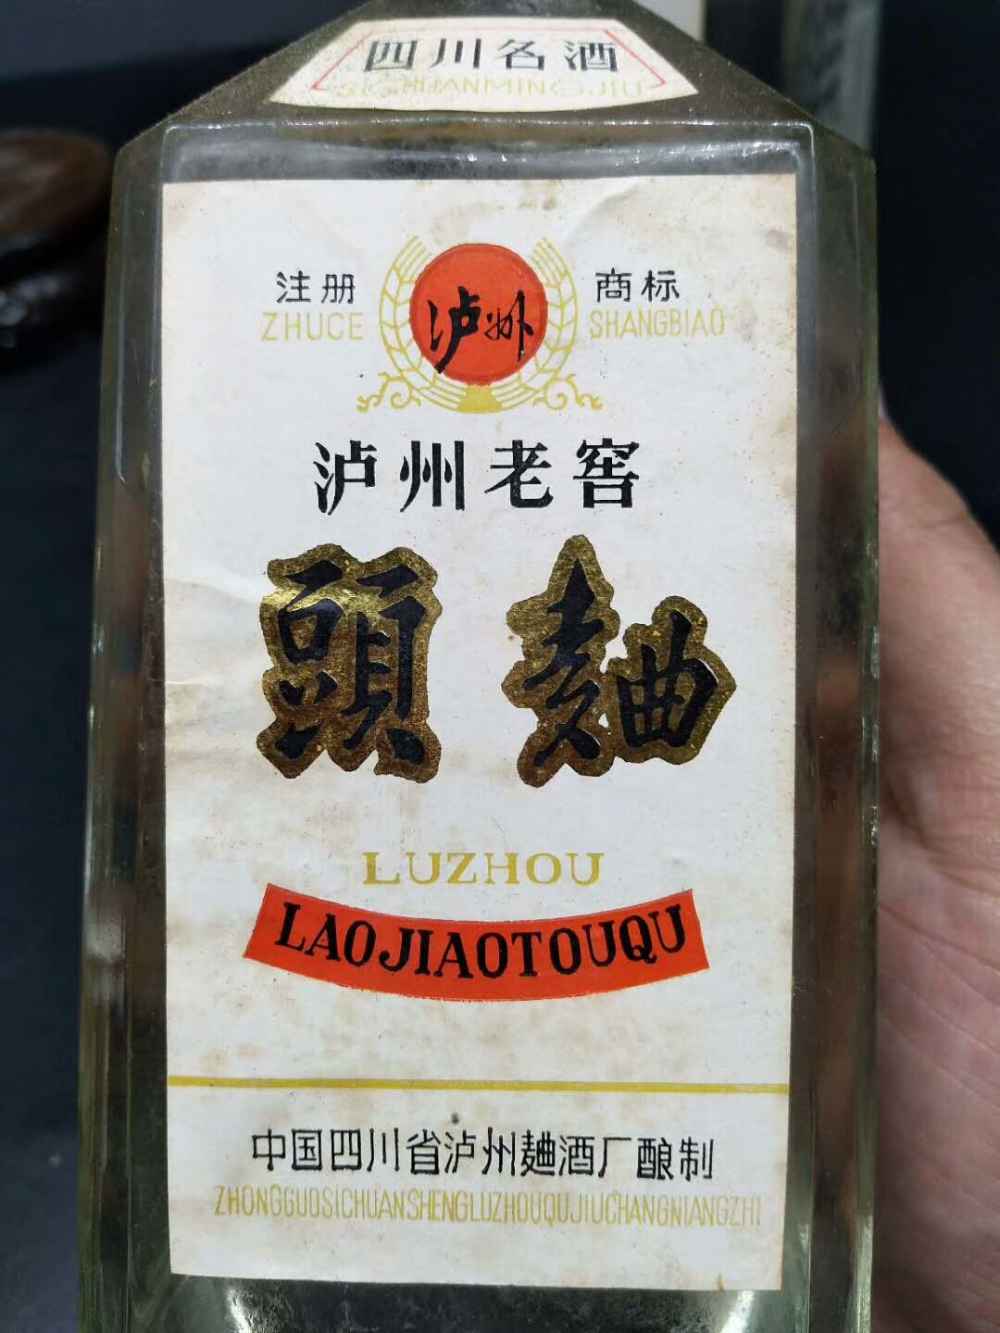 四川名酒
SICHUANMINGJIU
注册 商标
ZHUCE SHANGBIAO
泸州
泸州老窖
頭麯
LUZHOU
LAOJIAOTOUQU
中国四川省泸州麯酒厂酿制
ZHONGGUOSICHUANSHENGLUZHOUQUJIUCHANGNIANGZHI